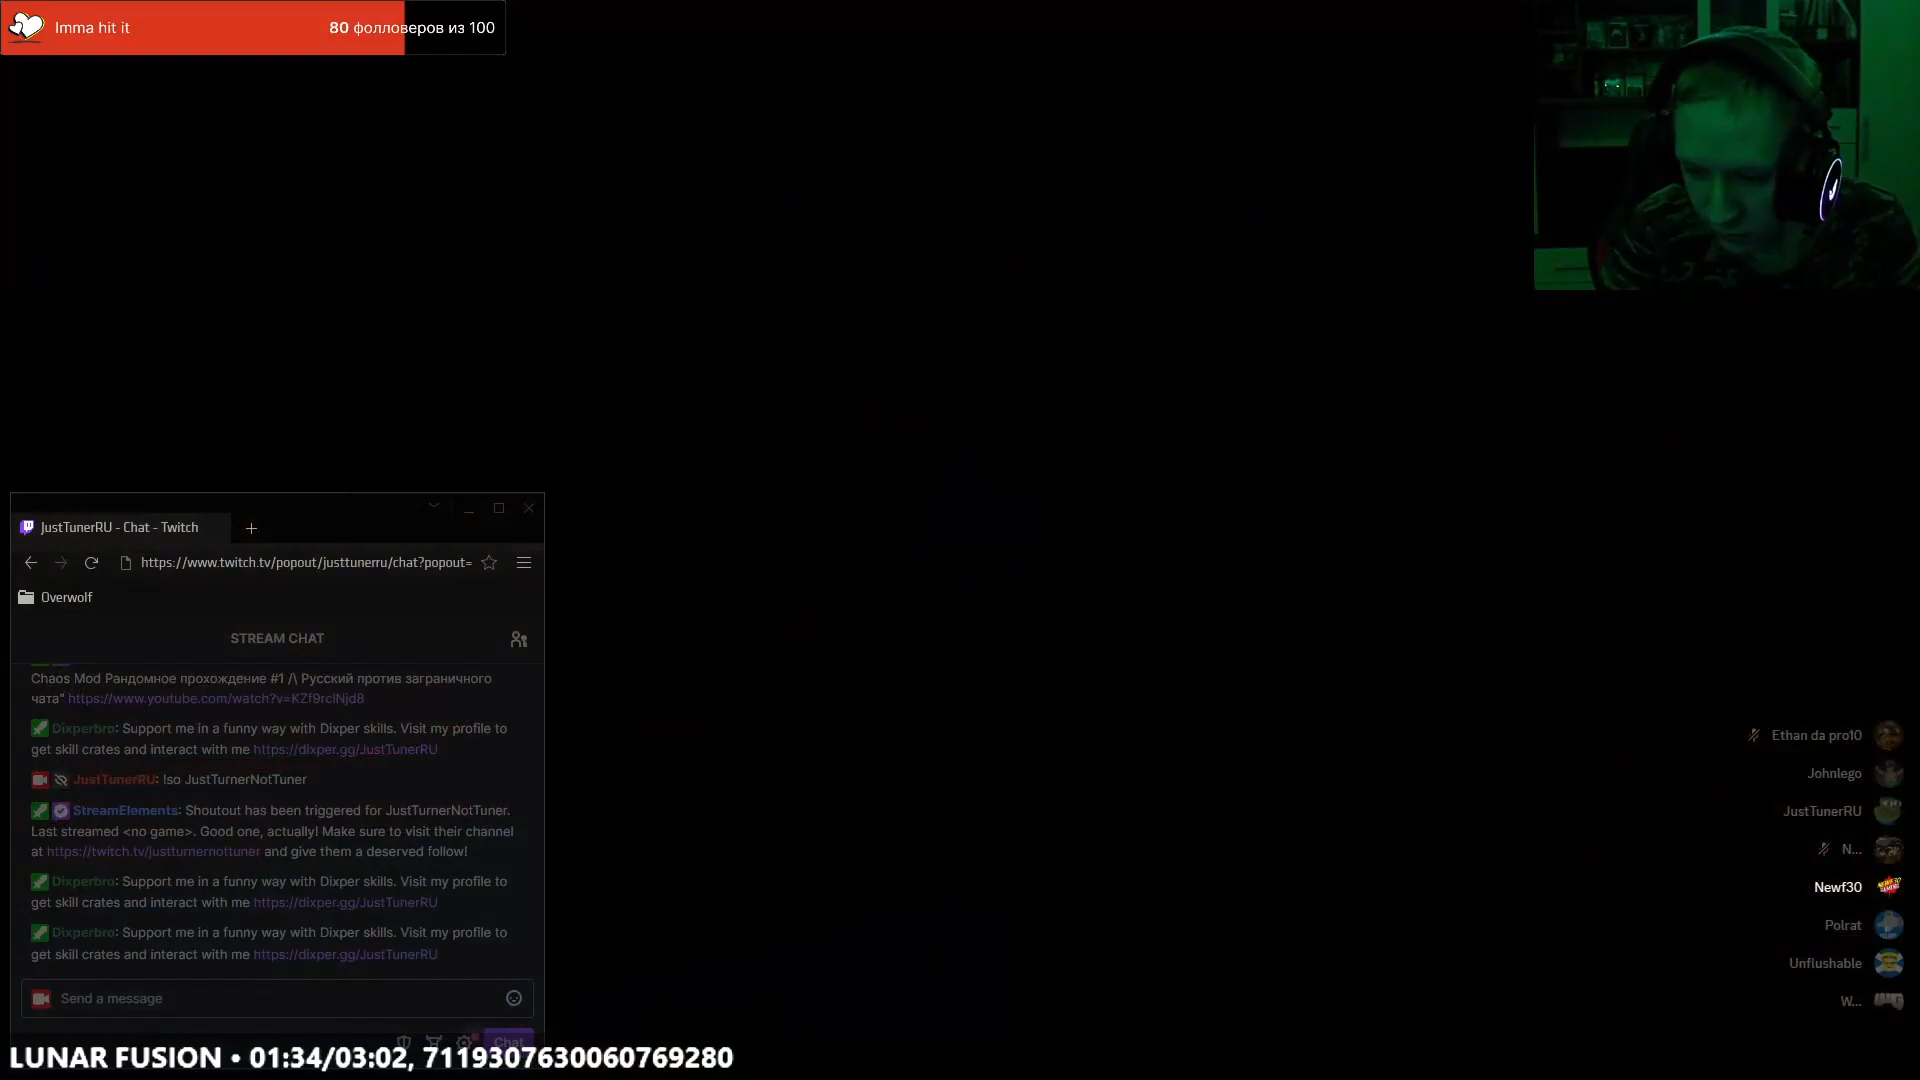 Imma hit it
80 фолловеров из 100
JustTunerRU - Chat - Twitch
https://www.twitch.tv/popout/justtunerru/chat?popout=
Overwolf
STREAM CHAT
Chaos Mod Рандомное прохождение #1 /\ Русский против заграничного
чата" https://www.youtube.com/watch?v=KZf9rclNjd8
Dixperbro: Support me in a funny way with Dixper skills. Visit my profile to
get skill crates and interact with me https://dixper.gg/JustTunerRU
JustTunerRU: !so JustTurnerNotTuner
StreamElements: Shoutout has been triggered for JustTurnerNotTuner.
Last streamed <no game>. Good one, actually! Make sure to visit their channel
at https://twitch.tv/justturnernottuner and give them a deserved follow!
Dixperbro: Support me in a funny way with Dixper skills. Visit my profile to
get skill crates and interact with me https://dixper.gg/JustTunerRU
Dixperbro: Support me in a funny way with Dixper skills. Visit my profile to
get skill crates and interact with me https://dixper.gg/JustTunerRU
Send a message
Chat
LUNAR FUSION • 01:34/03:02, 71193076300607​69280
Ethan da pro10
Johnlego
JustTunerRU
N...
Newf30
Polrat
Unflushable
W...